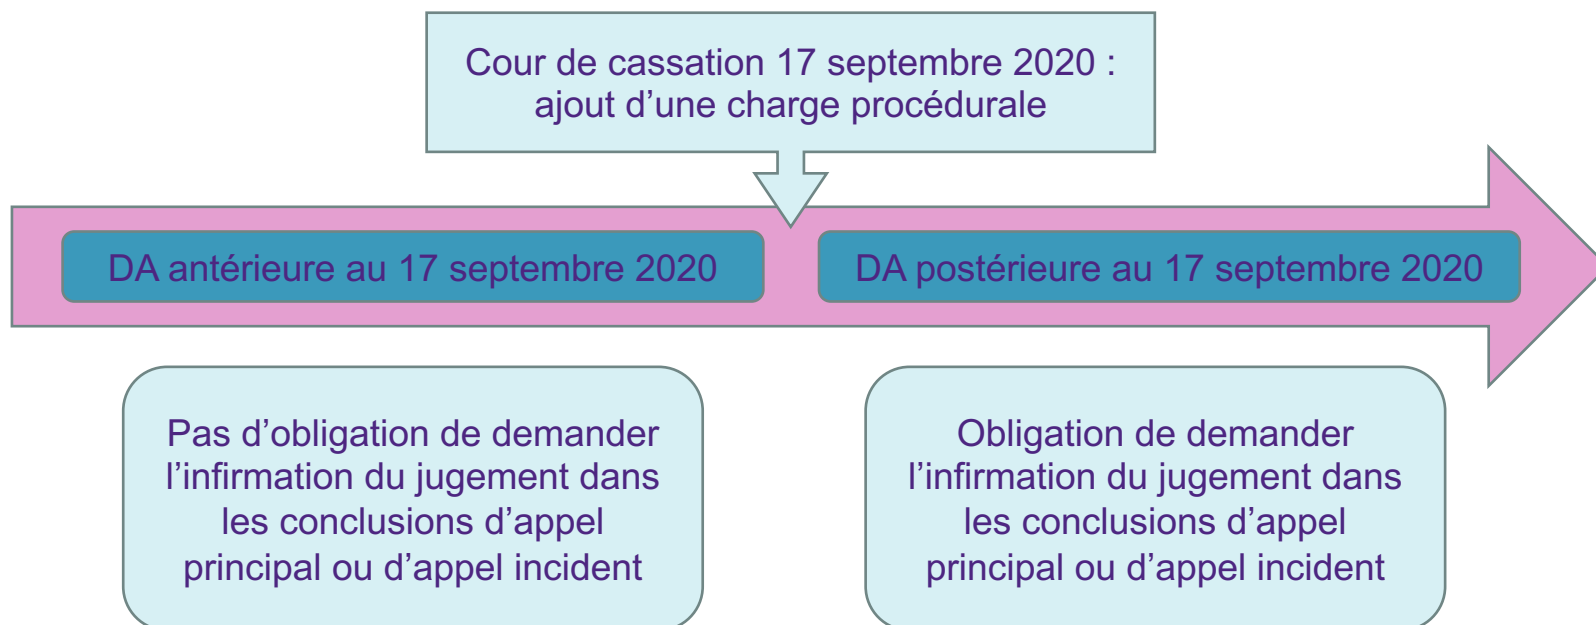 Cour de cassation 17 septembre 2020 :
ajout d’une charge procédurale
DA antérieure au 17 septembre 2020
DA postérieure au 17 septembre 2020
Pas d’obligation de demander
l’infirmation du jugement dans
les conclusions d’appel
principal ou d’appel incident
Obligation de demander
l’infirmation du jugement dans
les conclusions d’appel
principal ou d’appel incident